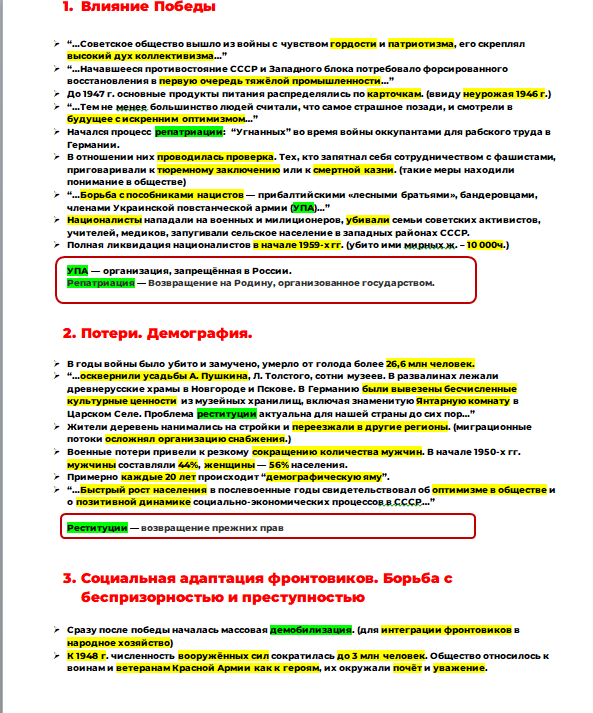 1. Влияние Победы
➢ “…Советское общество вышло из войны с чувством гордости и патриотизма, его скреплял
высокий дух коллективизма…”
➢ “…Начавшееся противостояние СССР и Западного блока потребовало форсированного
восстановления в первую очередь тяжёлой промышленности…”
➢ До 1947 г. основные продукты питания распределялись по карточкам. (ввиду неурожая 1946 г.)
➢ “…Тем не менее, большинство людей считали, что самое страшное позади, и смотрели в
будущее с искренним оптимизмом…”
➢ Начался процесс репатриации: “Угнанных” во время войны оккупантами для рабского труда в
Германии.
➢ В отношении них проводилась проверка. Тех, кто запятнал себя сотрудничеством с фашистами,
приговаривали к тюремному заключению или к смертной казни. (такие меры находили
понимание в обществе)
➢ “…Борьба с пособниками нацистов — прибалтийскими «лесными братьями», бандеровцами,
членами Украинской повстанческой армии (УПА)…”
➢ Националисты нападали на военных и милиционеров, убивали семьи советских активистов,
учителей, медиков, запугивали сельское население в западных районах СССР.
➢ Полная ликвидация националистов в начале 1959-х гг. (убито ими мирных ж. – 10 000ч.)
УПА — организация, запрещённая в России.
Репатриация — Возвращение на Родину, организованное государством.
2. Потери. Демография.
➢ В годы войны было убито и замучено, умерло от голода более 26,6 млн человек.
➢ “…осквернили усадьбы А. Пушкина, Л. Толстого, сотни музеев. В развалинах лежали
древнерусские храмы в Новгороде и Пскове. В Германию были вывезены бесчисленные
культурные ценности из музейных хранилищ, включая знаменитую Янтарную комнату в
Царском Селе. Проблема реституции актуальна для нашей страны до сих пор…”
➢ Жители деревень нанимались на стройки и переезжали в другие регионы. (миграционные
потоки осложнял организацию снабжения.)
➢ Военные потери привели к резкому сокращению количества мужчин. В начале 1950-х гг.
мужчины составляли 44%, женщины — 56% населения.
➢ Примерно каждые 20 лет происходит “демографическую яму”.
➢ “…Быстрый рост населения в послевоенные годы свидетельствовал об оптимизме в обществе и
о позитивной динамике социально-экономических процессов в СССР…”
Реституции — возвращение прежних прав
3. Социальная адаптация фронтовиков. Борьба с
беспризорностью и преступностью
➢ Сразу после победы началась массовая демобилизация. (для интеграции фронтовиков в
народное хозяйство)
➢ К 1948 г. численность вооружённых сил сократилась до 3 млн человек. Общество относилось к
воинам и ветеранам Красной Армии как к героям, их окружали почёт и уважение.